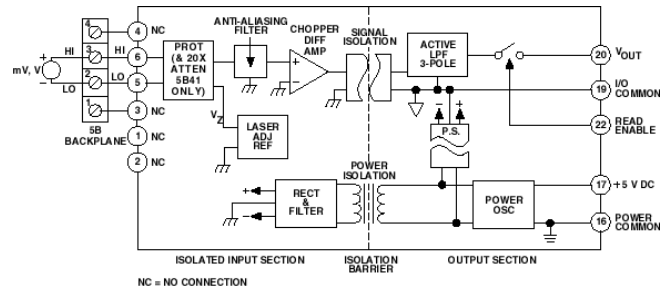 ANTI-ALIASING
FILTER
CHOPPER
DIFF
AMP
SIGNAL
ISOLATION
ACTIVE
LPF
3-POLE
PROT
(& 20X
ATTEN
5B41
ONLY)
4
3
2
1
4 NC
HI HI 6
mV, V
+
−
LO LO 5
3 NC
1 NC
2 NC
5B
BACKPLANE
VZ
LASER
ADJ
REF
+
−
20 VOUT
19 I/O
COMMON
22 READ
ENABLE
− +
P.S.
POWER
ISOLATION
+
−
RECT
&
FILTER
POWER
OSC
17 +5 V DC
16 POWER
COMMON
ISOLATED INPUT SECTION
ISOLATION
BARRIER
OUTPUT SECTION
NC = NO CONNECTION